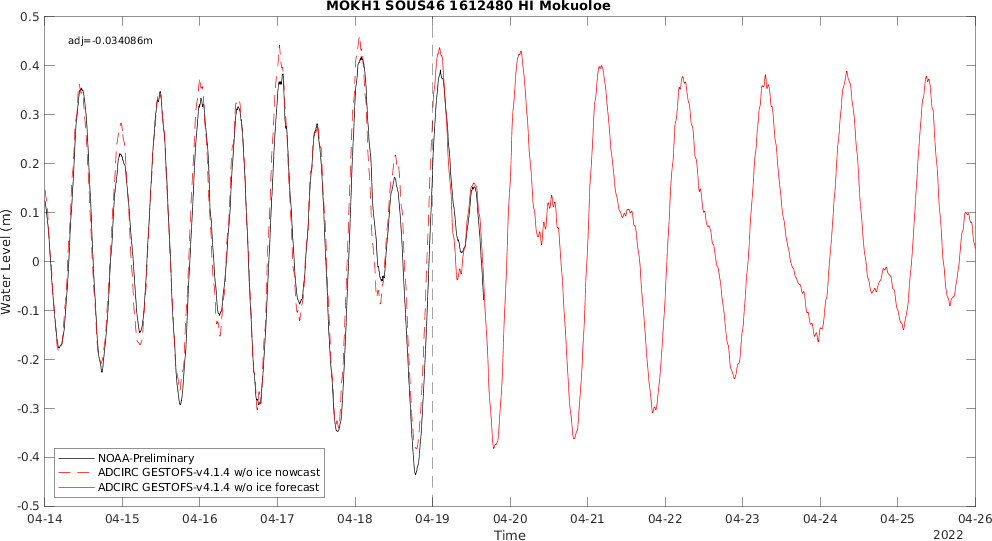 MOKH1 SOUS46 1612480 HI Mokuoloe
adj=-0.034086m
Water Level (m)
0.5
0.4
0.3
0.2
0.1
0
-0.1
-0.2
-0.3
-0.4
-0.5
NOAA-Preliminary
ADCIRC GESTOFS-v4.1.4 w/o ice nowcast
ADCIRC GESTOFS-v4.1.4 w/o ice forecast
04-14 04-15 04-16 04-17 04-18 04-19 04-20 04-21 04-22 04-23 04-24 04-25 04-26
Time
2022